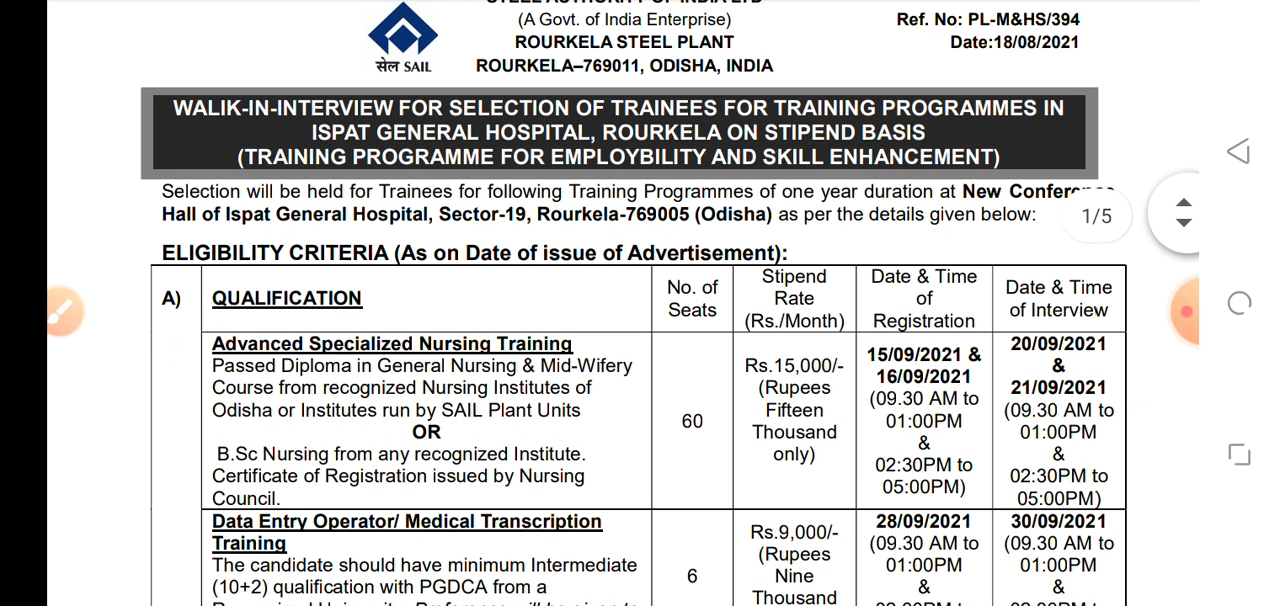 STEEL AUTHORITY OF INDIA LTD
(A Govt. of India Enterprise)
ROURKELA STEEL PLANT
ROURKELA–769011, ODISHA, INDIA
सेल SAIL
Ref. No: PL-M&HS/394
Date:18/08/2021
WALIK-IN-INTERVIEW FOR SELECTION OF TRAINEES FOR TRAINING PROGRAMMES IN
ISPAT GENERAL HOSPITAL, ROURKELA ON STIPEND BASIS
(TRAINING PROGRAMME FOR EMPLOYBILITY AND SKILL ENHANCEMENT)
Selection will be held for Trainees for following Training Programmes of one year duration at New Conference
Hall of Ispat General Hospital, Sector-19, Rourkela-769005 (Odisha) as per the details given below:
1/5
ELIGIBILITY CRITERIA (As on Date of issue of Advertisement):
A)
QUALIFICATION
No. of
Seats
Stipend
Rate
(Rs./Month)
Date & Time
of
Registration
Date & Time
of Interview
Advanced Specialized Nursing Training
Passed Diploma in General Nursing & Mid-Wifery
Course from recognized Nursing Institutes of
Odisha or Institutes run by SAIL Plant Units
OR
B.Sc Nursing from any recognized Institute.
Certificate of Registration issued by Nursing
Council.
60
Rs.15,000/-
(Rupees
Fifteen
Thousand
only)
15/09/2021 &
16/09/2021
(09.30 AM to
01:00PM
&
02:30PM to
05:00PM)
20/09/2021
&
21/09/2021
(09.30 AM to
01:00PM
&
02:30PM to
05:00PM)
Data Entry Operator/ Medical Transcription
Training
The candidate should have minimum Intermediate
(10+2) qualification with PGDCA from a
6
Rs.9,000/-
(Rupees
Nine
Thousand
28/09/2021
(09.30 AM to
01:00PM
&
30/09/2021
(09.30 AM to
01:00PM
&